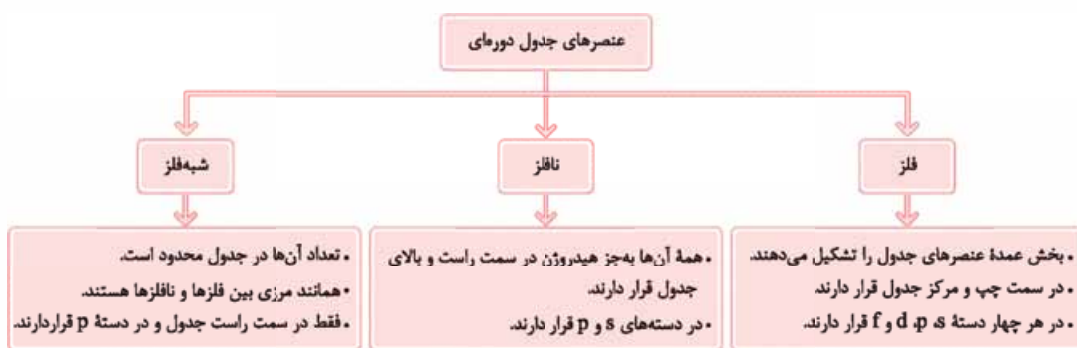 عنصرهای جدول دوره‌ای
فلز
نافلز
شبه‌فلز
• بخش عمدهٔ عنصرهای جدول را تشکیل می‌دهند.
• در سمت چپ و مرکز جدول قرار دارند.
• در هر چهار دستهٔ d ،p ،s و f قرار دارند.
• همهٔ آن‌ها به‌جز هیدروژن در سمت راست و بالای
جدول قرار دارند.
• در دسته‌های s و p قرار دارند.
• تعداد آن‌ها در جدول محدود است.
• همانند مرزی بین فلزها و نافلزها هستند.
• فقط در سمت راست جدول و در دستهٔ p قراردارند.